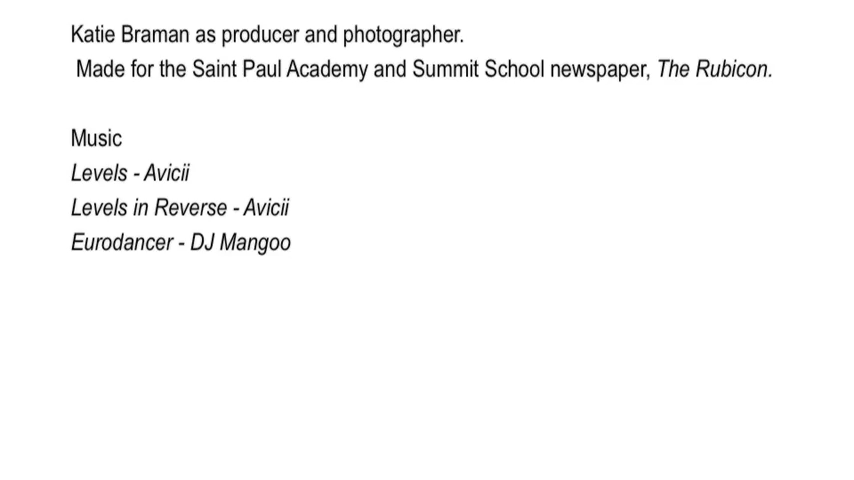 Katie Braman as producer and photographer.
Made for the Saint Paul Academy and Summit School newspaper, The Rubicon.
Music
Levels - Avicii
Levels in Reverse - Avicii
Eurodancer - DJ Mangoo